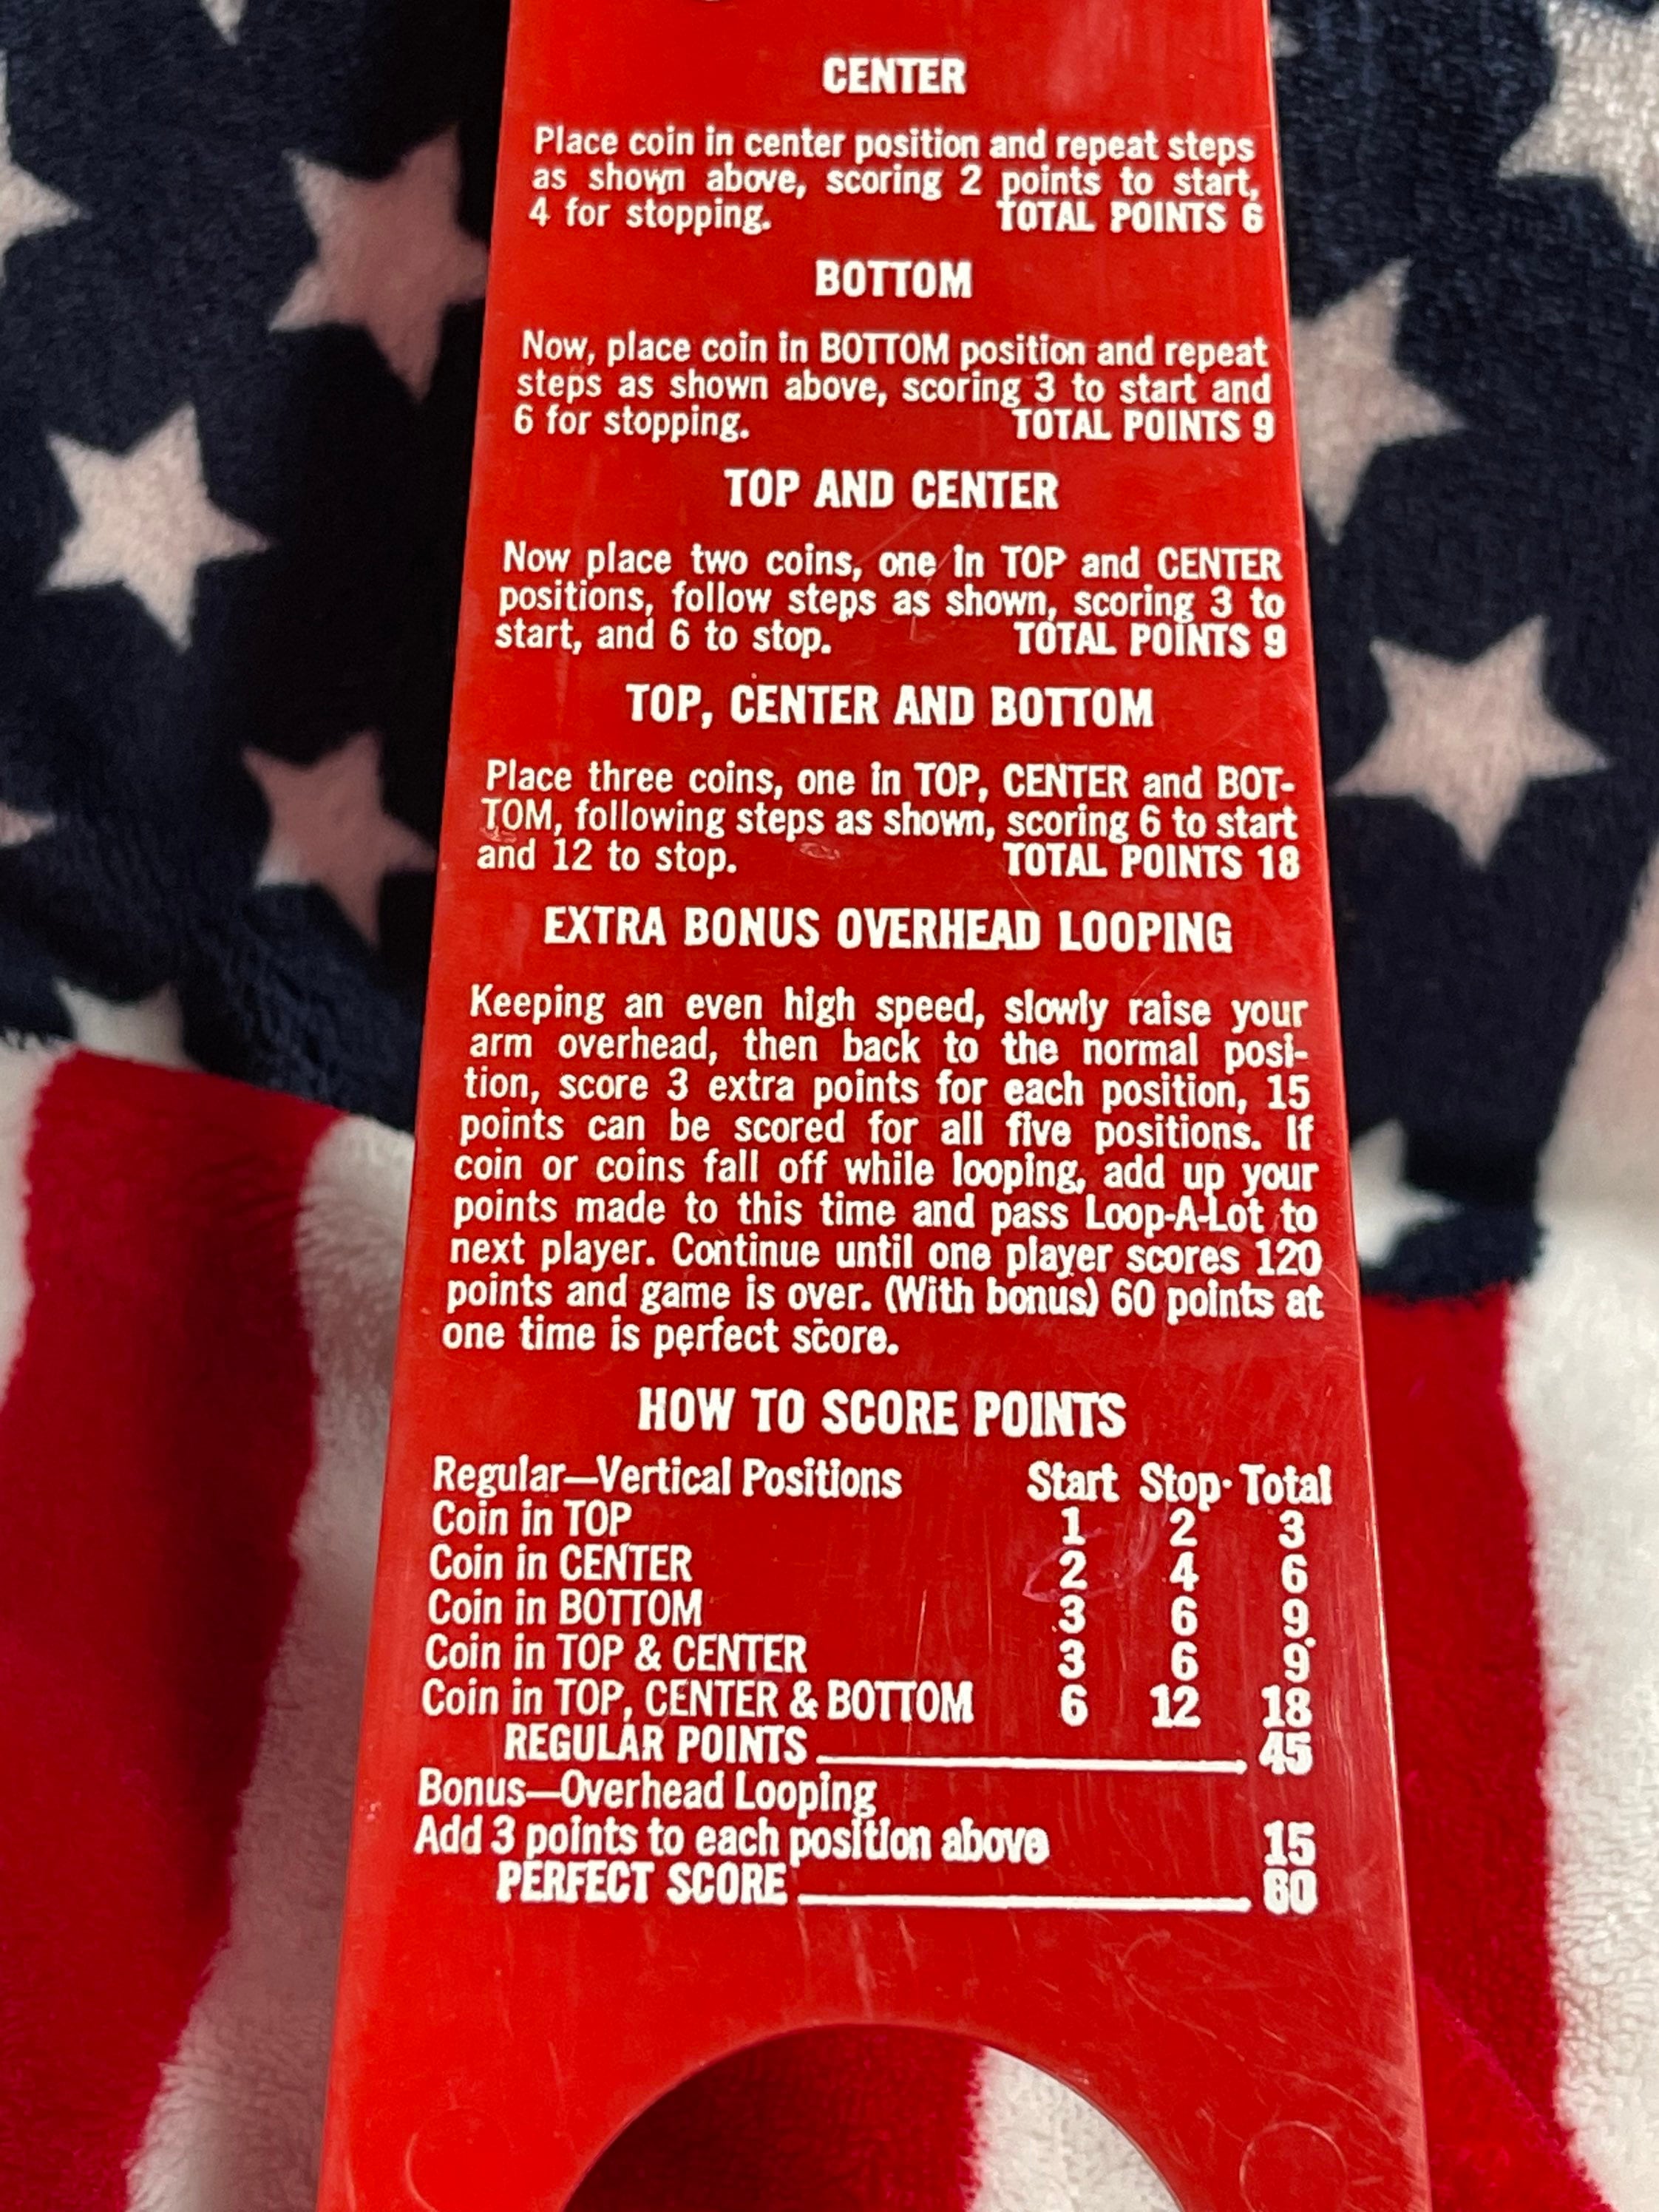 CENTER
Place coin in center position and repeat steps
as shown above, scoring 2 points to start,
4 for stopping. TOTAL POINTS 6
BOTTOM
Now, place coin in BOTTOM position and repeat
steps as shown above, scoring 3 to start and
6 for stopping. TOTAL POINTS 9
TOP AND CENTER
Now place two coins, one in TOP and CENTER
positions, follow steps as shown, scoring 3 to
start, and 6 to stop. TOTAL POINTS 9
TOP, CENTER AND BOTTOM
Place three coins, one in TOP, CENTER and BOT-
TOM, following steps as shown, scoring 6 to start
and 12 to stop. TOTAL POINTS 18
EXTRA BONUS OVERHEAD LOOPING
Keeping an even high speed, slowly raise your
arm overhead, then back to the normal posi-
tion, score 3 extra points for each position, 15
points can be scored for all five positions. If
coin or coins fall off while looping, add up your
points made to this time and pass Loop-A-Lot to
next player. Continue until one player scores 120
points and game is over. (With bonus) 60 points at
one time is perfect score.
HOW TO SCORE POINTS
Regular—Vertical Positions Start Stop Total
Coin in TOP 1 2 3
Coin in CENTER 2 4 6
Coin in BOTTOM 3 6 9
Coin in TOP & CENTER 3 6 9
Coin in TOP, CENTER & BOTTOM 6 12 18
REGULAR POINTS 45
Bonus—Overhead Looping
Add 3 points to each position above 15
PERFECT SCORE 60